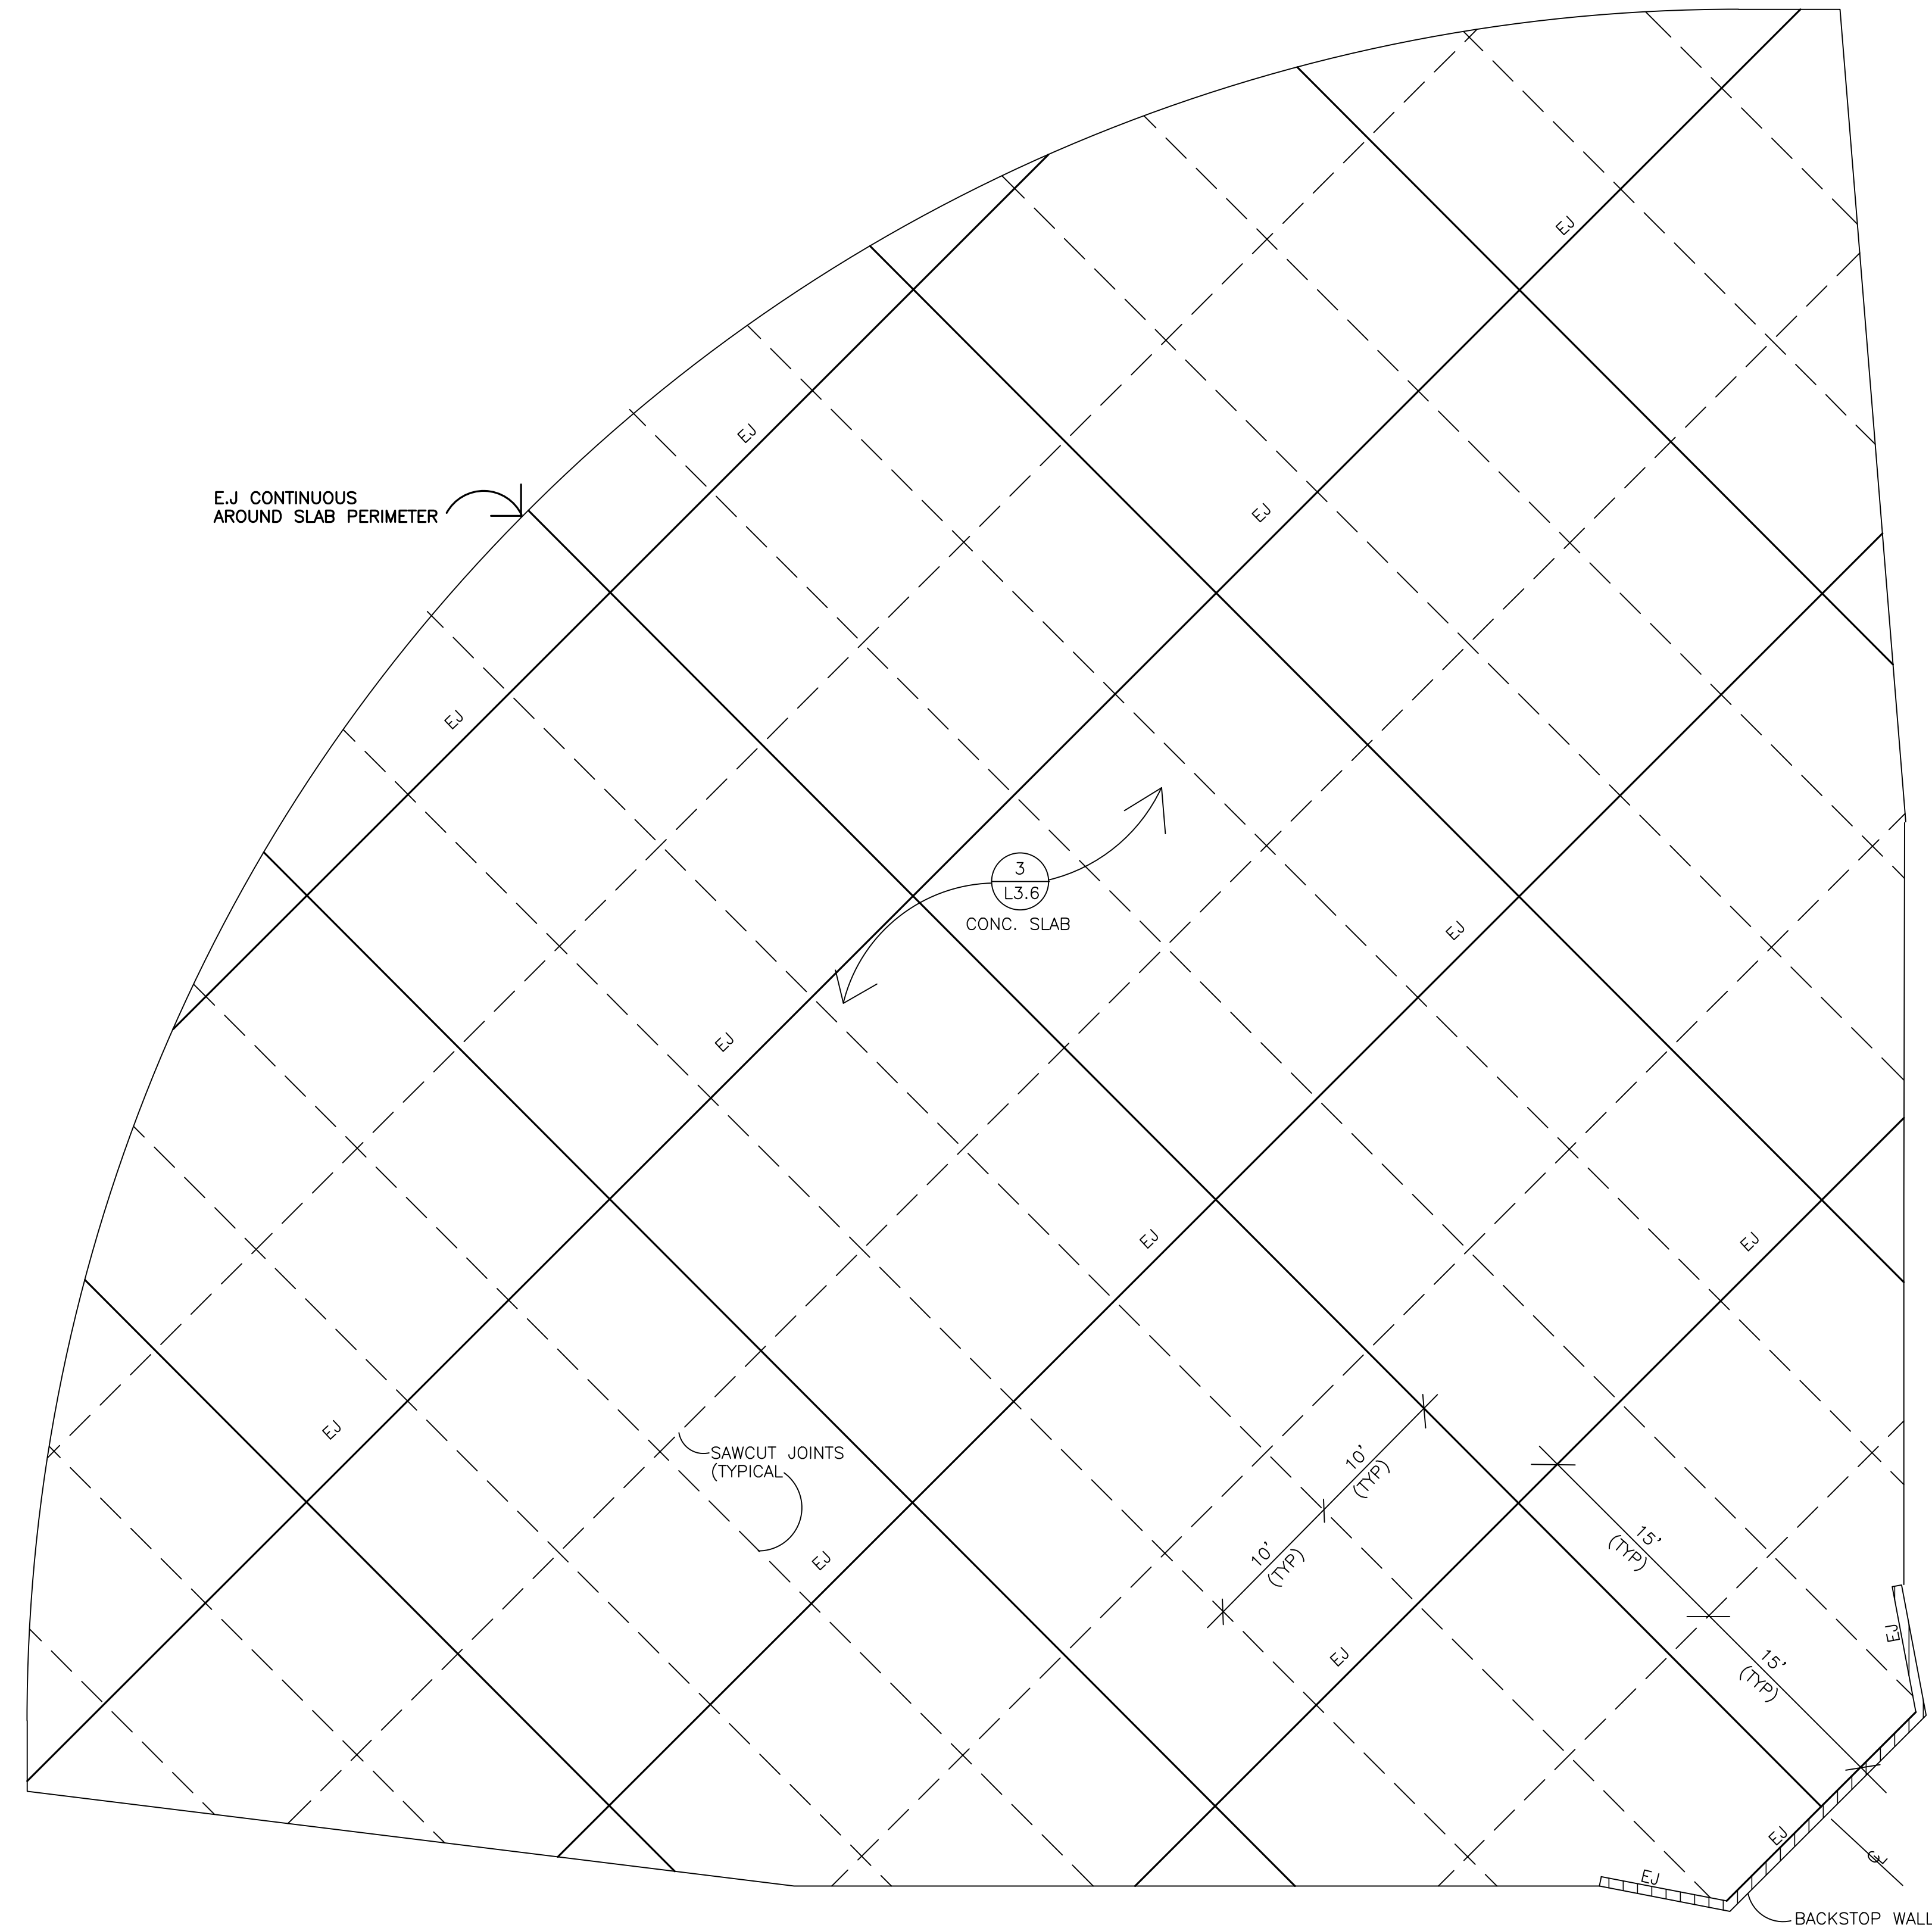 EJ
EJ
E.J CONTINUOUS
AROUND SLAB PERIMETER
EJ
EJ
3
L3.6
CONC. SLAB
EJ
EJ
EJ
EJ
EJ
SAWCUT JOINTS
(TYPICAL
10'
(TYP)
10'
(TYP)
15'
(TYP)
EJ
EJ
EJ
15'
(TYP)
EJ
EJ
CL
BACKSTOP WALL